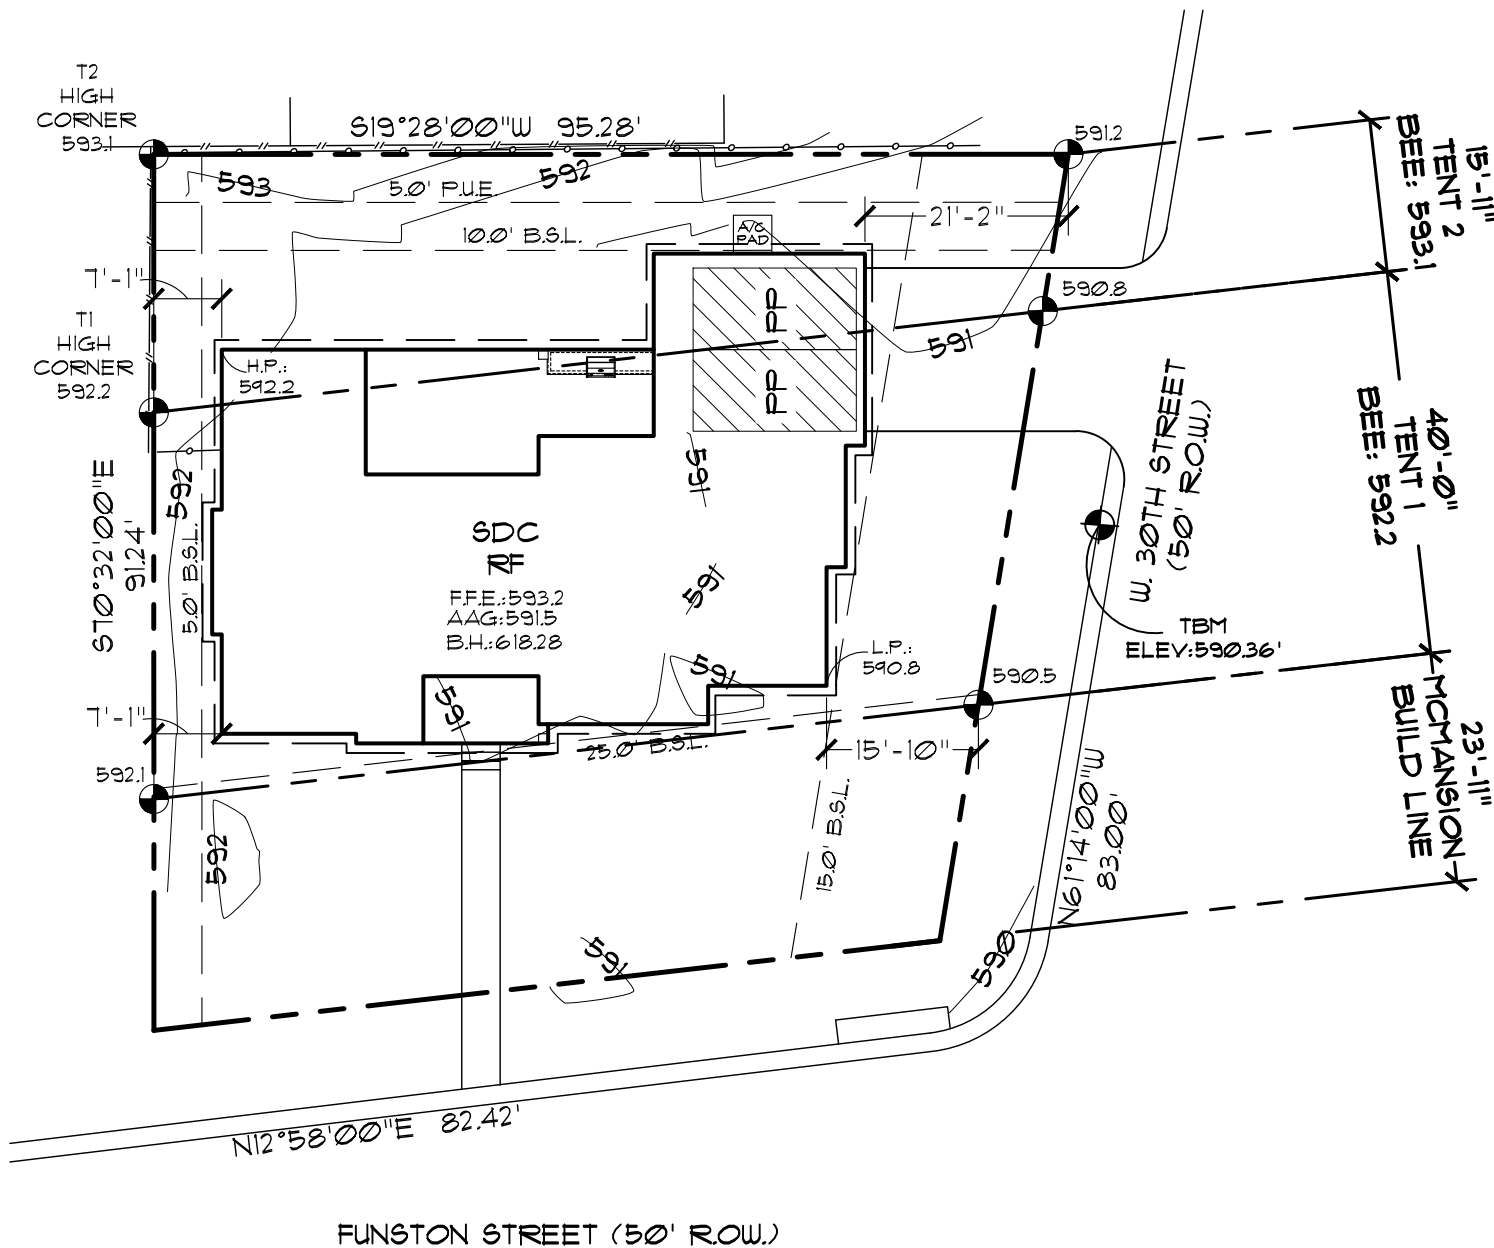 T2
HIGH
CORNER
593.1
S19°28'00"W 95.28'
591.2
593
5.0' P.U.E.
592
10.0' B.S.L.
A/C
PAD
21'-2"
15'-11"
TENT 2
BEE: 593.1
7'-1"
590.8
T1
HIGH
CORNER
592.2
H.P.:
592.2
P
P
P
P
591
W. 30TH STREET
(50' R.O.W.)
40'-0"
TENT 1
BEE: 592.2
592
591
S70°32'00"E
91.24'
5.0' B.S.L.
SDC
RF
F.F.E.:593.2
AAG:591.5
B.H.:618.28
591
TBM
ELEV:590.36'
L.P.:
590.8
591
590.5
591
7'-1"
25.0' B.S.L.
15'-10"
23'-11"
MCMANSION
BUILD LINE
592.1
15.0' B.S.L.
N61°14'00"W
83.00'
592
591
590
N12°58'00"E 82.42'
FUNSTON STREET (50' R.O.W.)